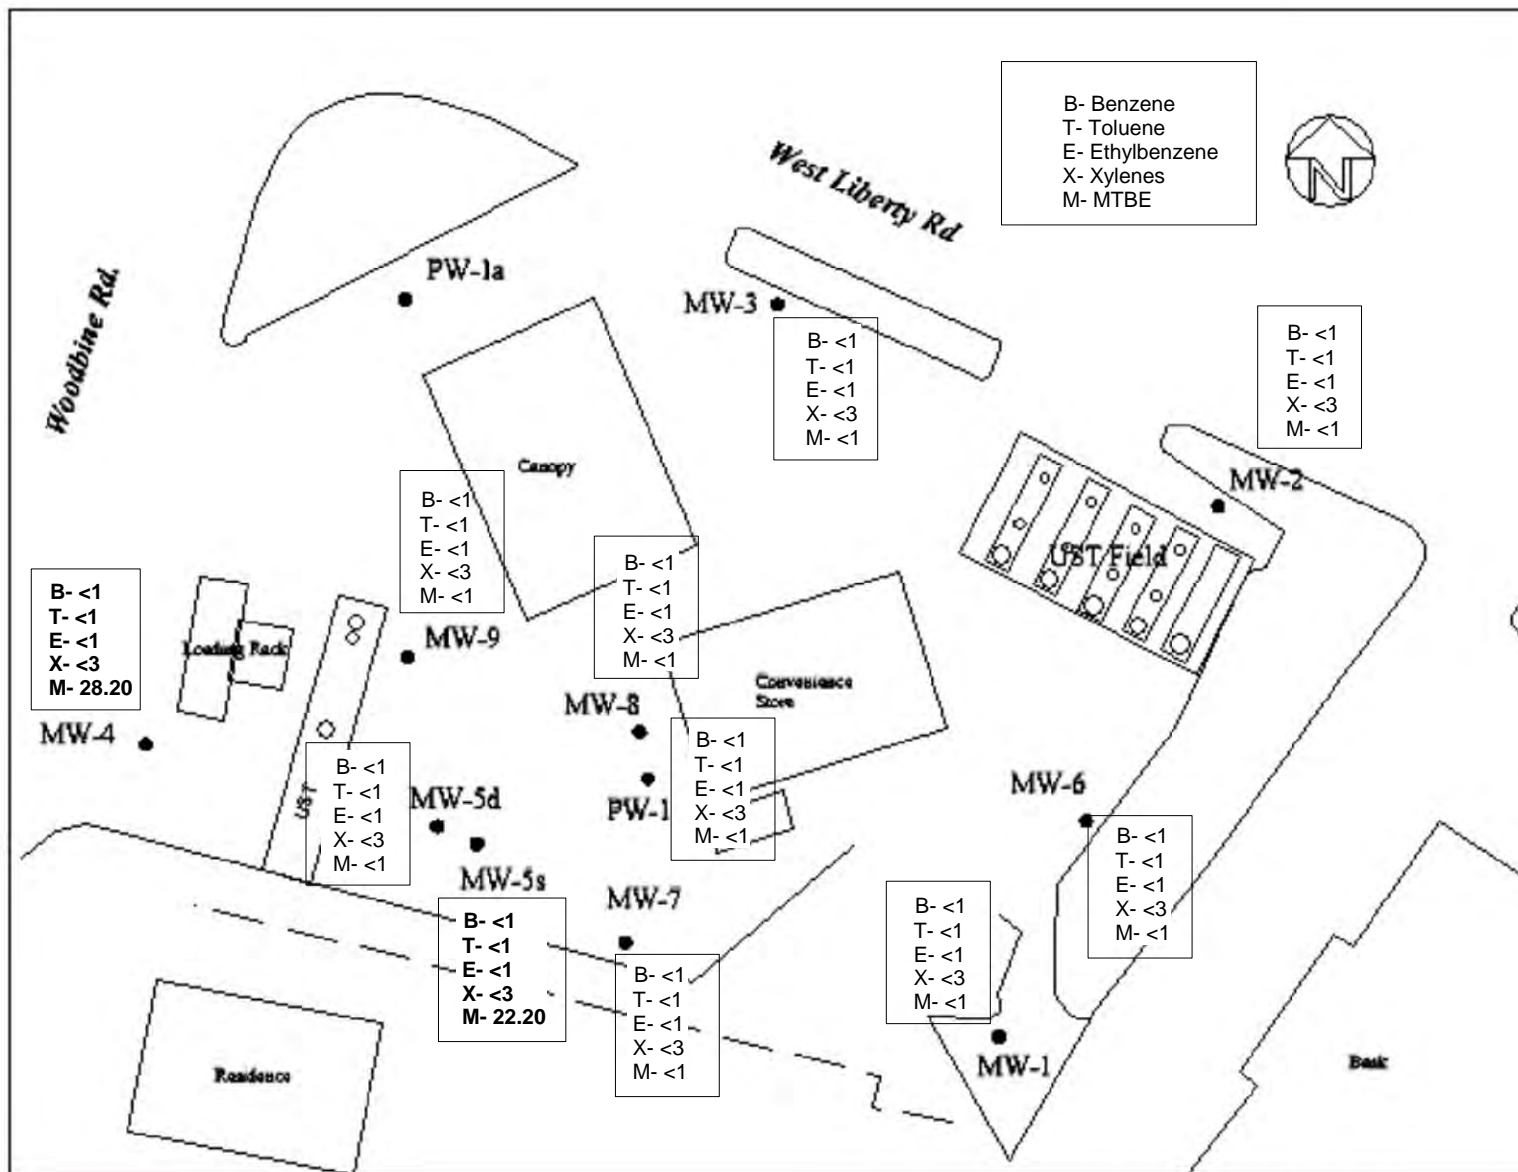 B- Benzene
T- Toluene
E- Ethylbenzene
X- Xylenes
M- MTBE
N
West Liberty Rd
Woodbine Rd.
PW-1a
MW-3
B- <1
T- <1
E- <1
X- <3
M- <1
B- <1
T- <1
E- <1
X- <3
M- <1
MW-2
UST Field
Canopy
B- <1
T- <1
E- <1
X- <3
M- <1
MW-9
B- <1
T- <1
E- <1
X- <3
M- <1
MW-8
B- <1
T- <1
E- <1
X- <3
M- 28.20
MW-4
Loading Rack
Convenience
Store
UST
B- <1
T- <1
E- <1
X- <3
M- <1
MW-5d
MW-5s
B- <1
T- <1
E- <1
X- <3
M- 22.20
PW-1
B- <1
T- <1
E- <1
X- <3
M- <1
MW-7
B- <1
T- <1
E- <1
X- <3
M- <1
MW-6
B- <1
T- <1
E- <1
X- <3
M- <1
B- <1
T- <1
E- <1
X- <3
M- <1
MW-1
Residence
Bank